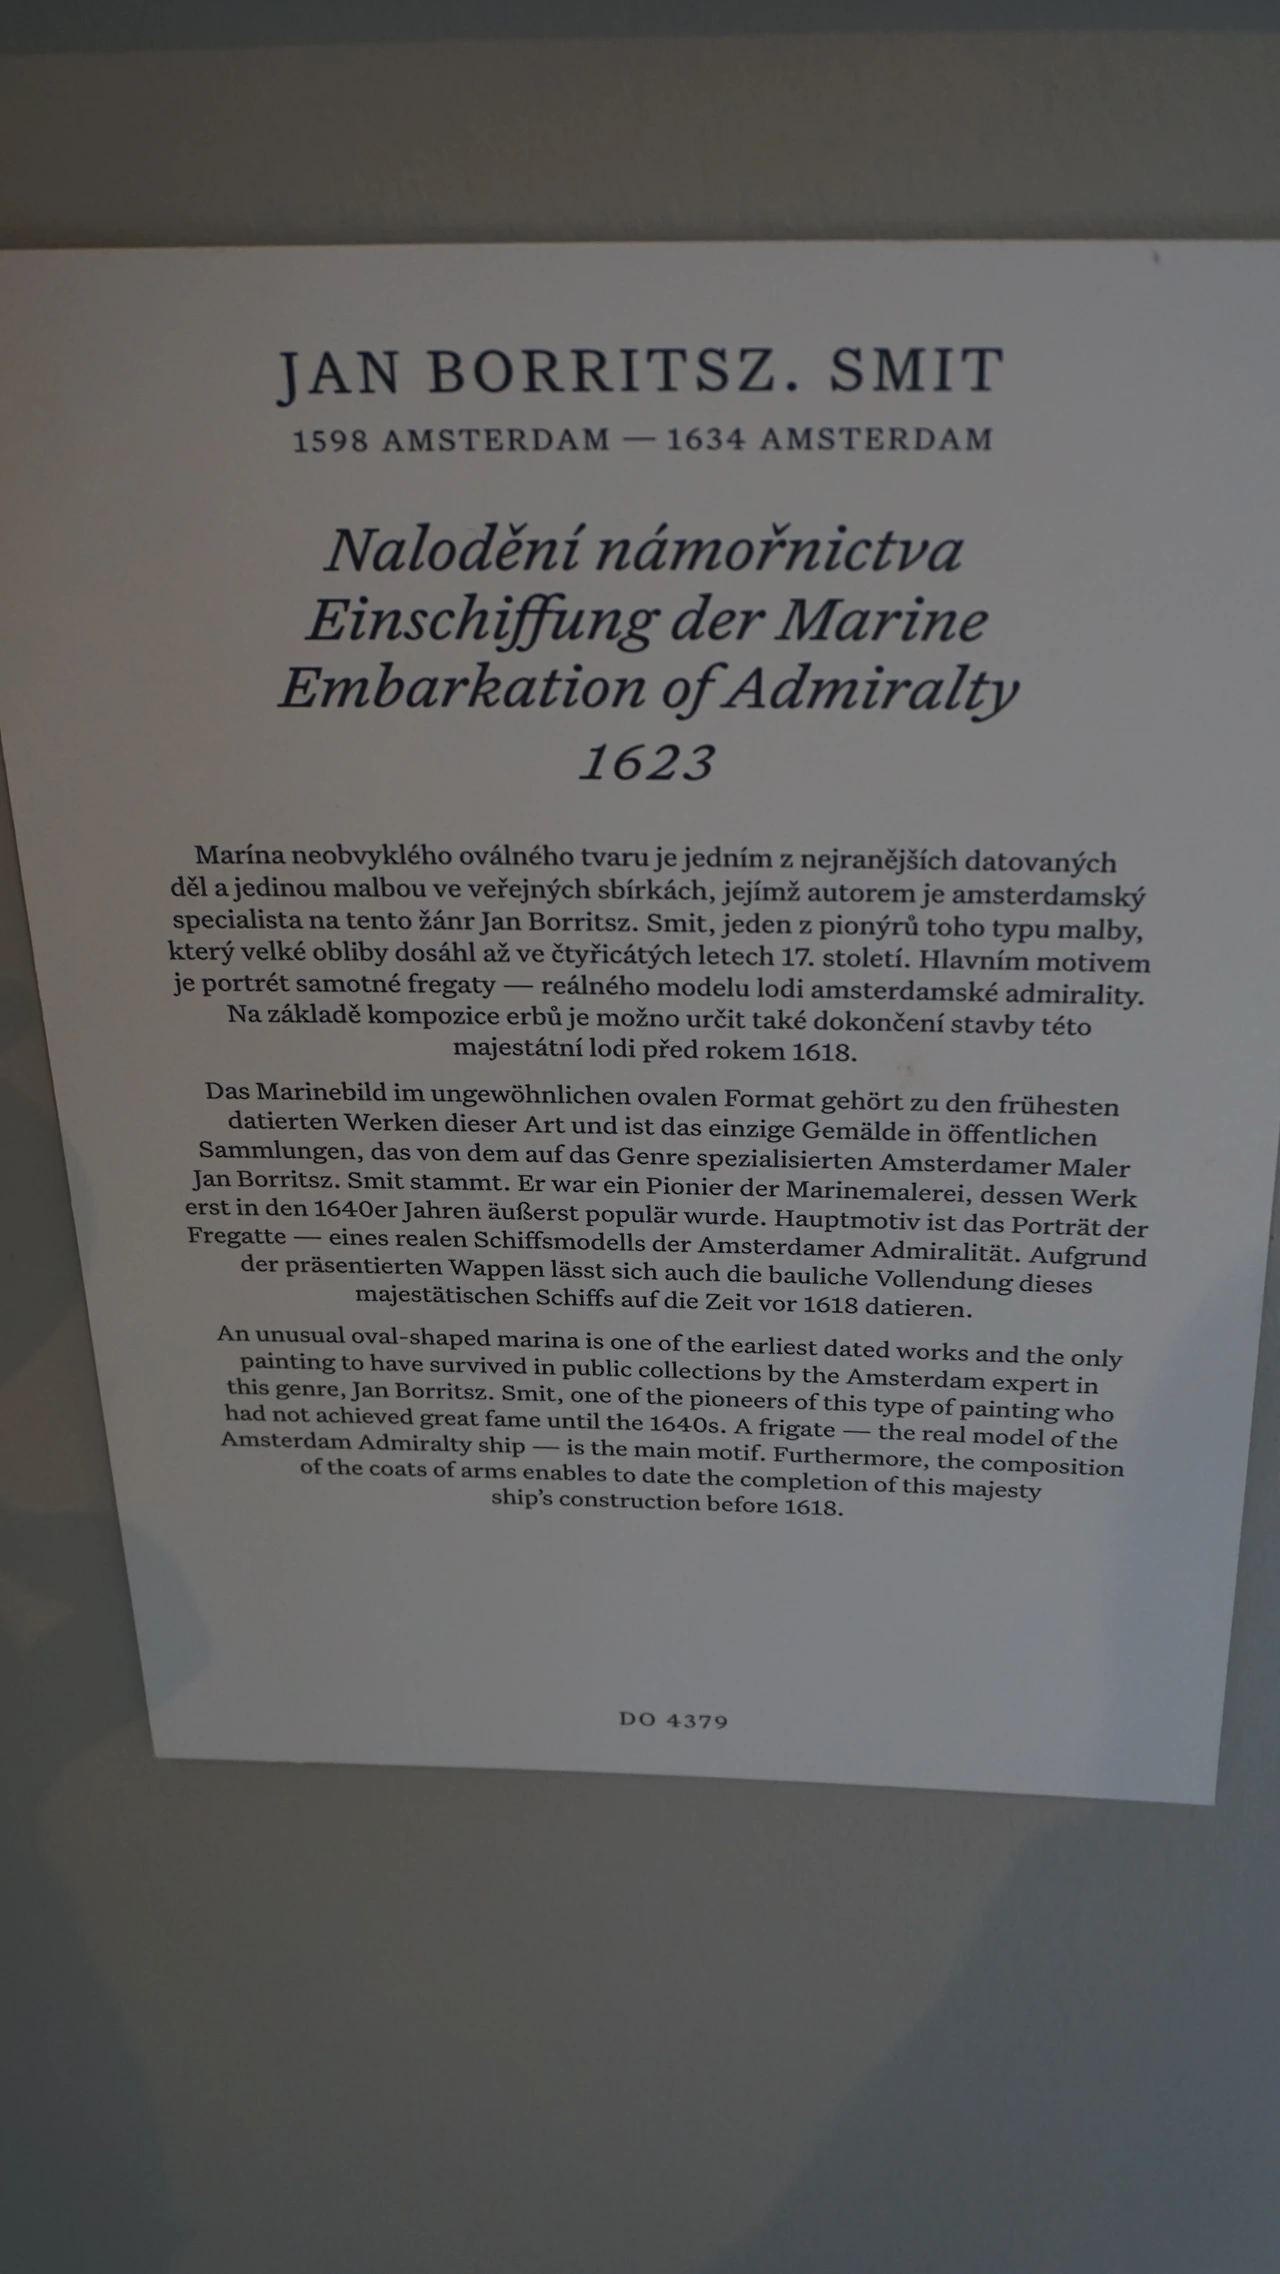 JAN BORRITSZ. SMIT
1598 AMSTERDAM — 1634 AMSTERDAM
Nalodění námořnictva
Einschiffung der Marine
Embarkation of Admiralty
1623
Marína neobvyklého oválného tvaru je jedním z nejranějších datovaných
děl a jedinou malbou ve veřejných sbírkách, jejímž autorem je amsterdamský
specialista na tento žánr Jan Borritsz. Smit, jeden z pionýrů toho typu malby,
který velké obliby dosáhl až ve čtyřicátých letech 17. století. Hlavním motivem
je portrét samotné fregaty — reálného modelu lodi amsterdamské admirality.
Na základě kompozice erbů je možno určit také dokončení stavby této
majestátní lodi před rokem 1618.
Das Marinebild im ungewöhnlichen ovalen Format gehört zu den frühesten
datierten Werken dieser Art und ist das einzige Gemälde in öffentlichen
Sammlungen, das von dem auf das Genre spezialisierten Amsterdamer Maler
Jan Borritsz. Smit stammt. Er war ein Pionier der Marinemalerei, dessen Werk
erst in den 1640er Jahren äußerst populär wurde. Hauptmotiv ist das Porträt der
Fregatte — eines realen Schiffsmodells der Amsterdamer Admiralität. Aufgrund
der präsentierten Wappen lässt sich auch die bauliche Vollendung dieses
majestätischen Schiffs auf die Zeit vor 1618 datieren.
An unusual oval-shaped marina is one of the earliest dated works and the only
painting to have survived in public collections by the Amsterdam expert in
this genre, Jan Borritsz. Smit, one of the pioneers of this type of painting who
had not achieved great fame until the 1640s. A frigate — the real model of the
Amsterdam Admiralty ship — is the main motif. Furthermore, the composition
of the coats of arms enables to date the completion of this majesty
ship's construction before 1618.
DO 4379